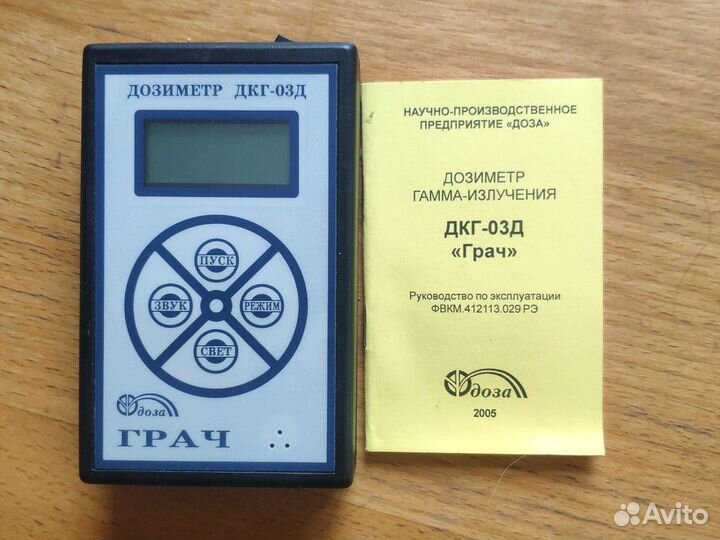 ДОЗИМЕТР ДКГ-03Д
ПУСК
ЗВУК
РЕЖИМ
СВЕТ
доза
ГРАЧ
НАУЧНО-ПРОИЗВОДСТВЕННОЕ
ПРЕДПРИЯТИЕ «ДОЗА»
ДОЗИМЕТР
ГАММА-ИЗЛУЧЕНИЯ
ДКГ-03Д
«Грач»
Руководство по эксплуатации
ФВКМ.412113.029 РЭ
доза
2005
Avito